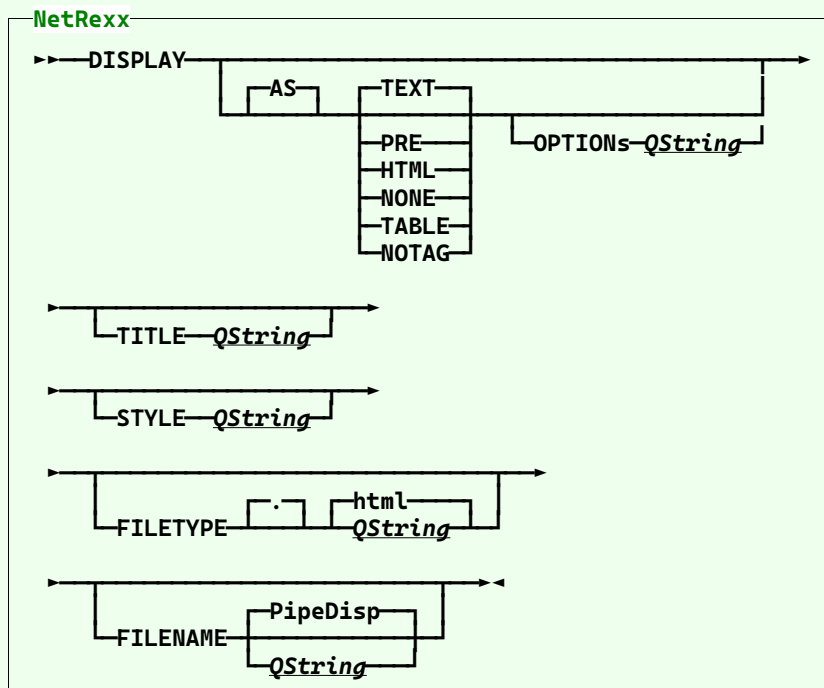 NetRexx
DISPLAY
AS TEXT
PRE
OPTIONs QString
HTML
NONE
TABLE
NOTAG
TITLE QString
STYLE QString
. html
FILETYPE QString
PipeDisp
FILENAME
QString